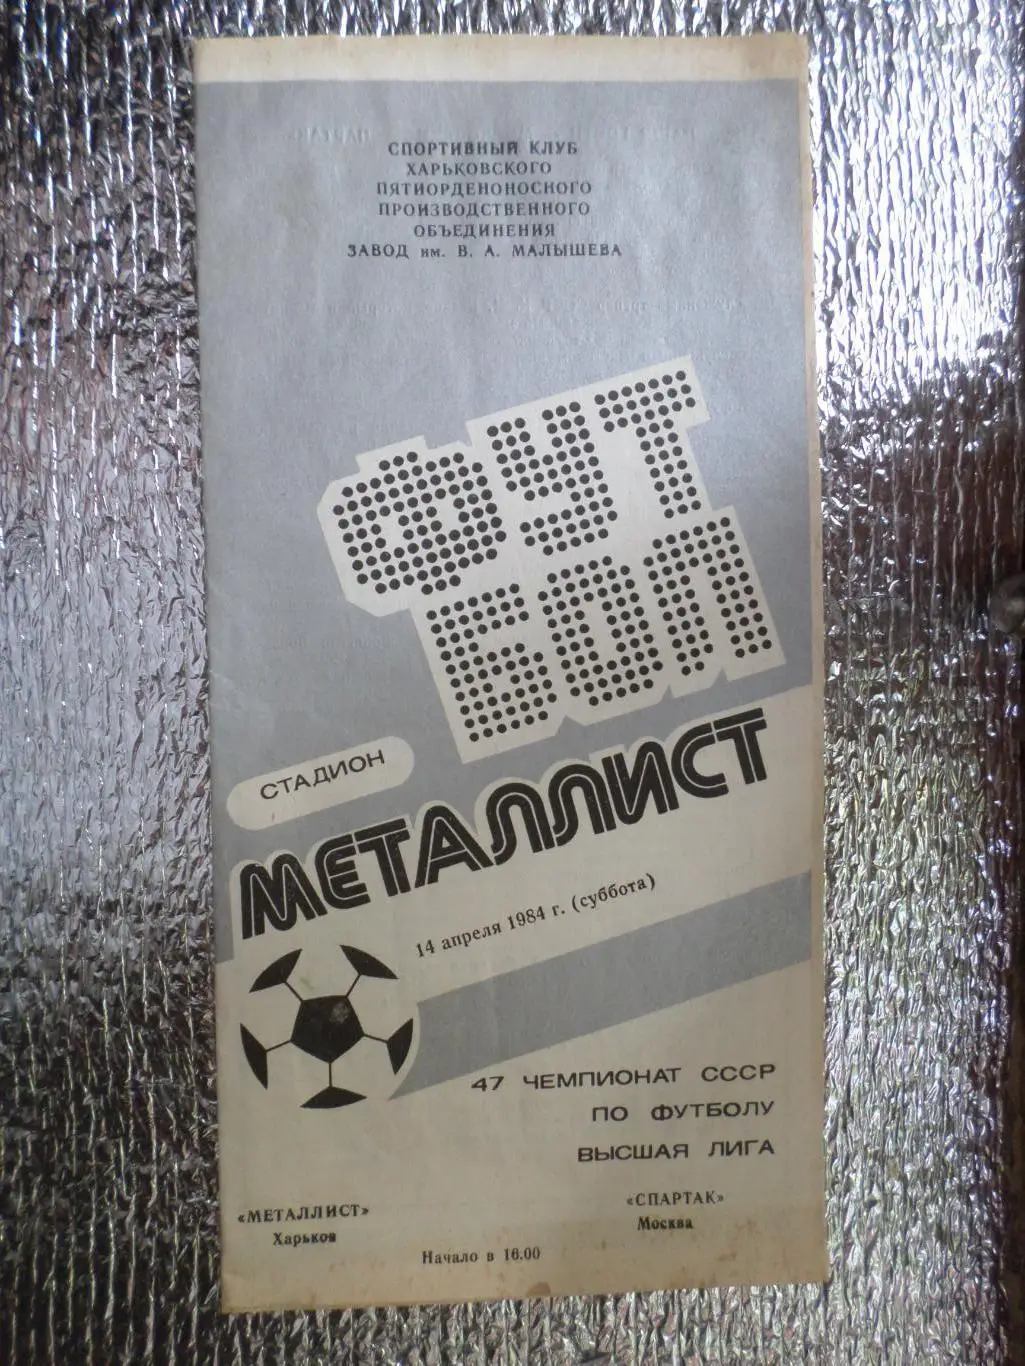 СПОРТИВНЫЙ КЛУБ
ХАРЬКОВСКОГО
ПЯТИОРДЕНОНОСНОГО
ПРОИЗВОДСТВЕННОГО
ОБЪЕДИНЕНИЯ
ЗАВОД им. В. А. МАЛЫШЕВА
ФУТ
БОЛ
СТАДИОН
МЕТАЛЛИСТ
14 апреля 1984 г. (суббота)
47 ЧЕМПИОНАТ СССР
ПО ФУТБОЛУ
ВЫСШАЯ ЛИГА
«МЕТАЛЛИСТ»
Харьков
«СПАРТАК»
Москва
Начало в 16.00